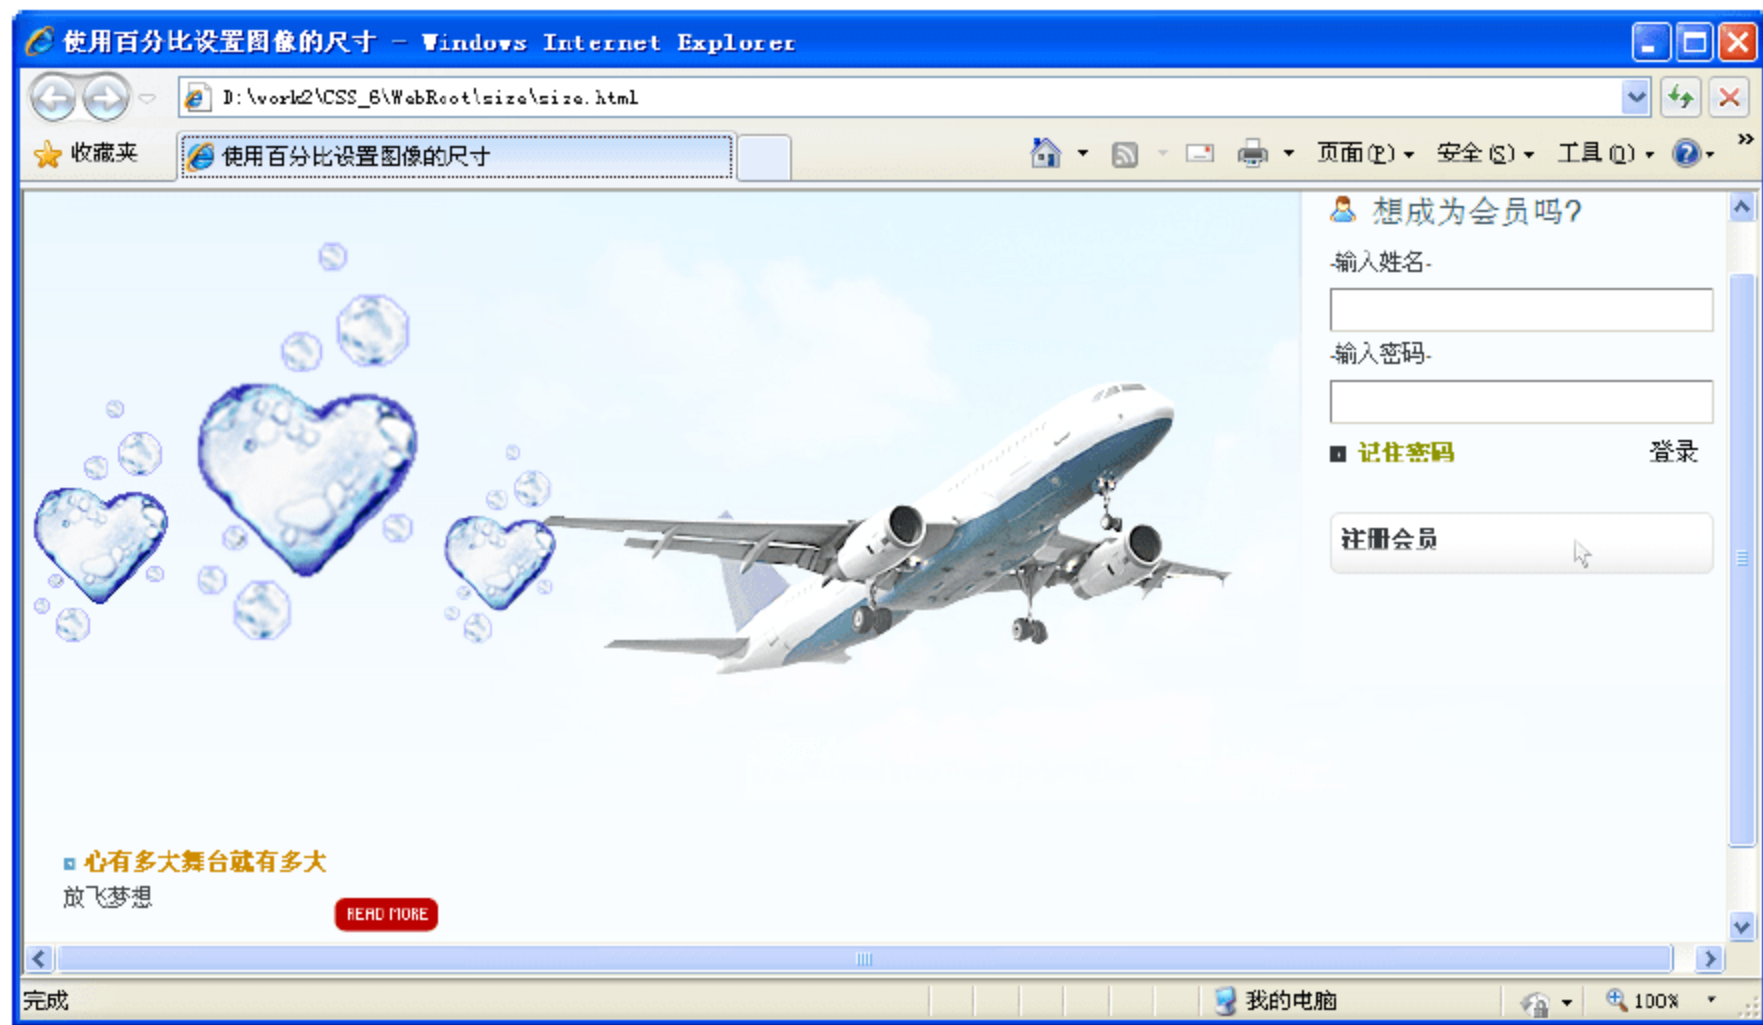 使用百分比设置图像的尺寸 - Windows Internet Explorer
D:\work2\CSS_6\WebRoot\size\size.html
收藏夹
使用百分比设置图像的尺寸
页面(P)
安全(S)
工具(O)
想成为会员吗?
-输入姓名-
-输入密码-
记住密码
登录
注册会员
心有多大舞台就有多大
放飞梦想
READ MORE
完成
我的电脑
100%